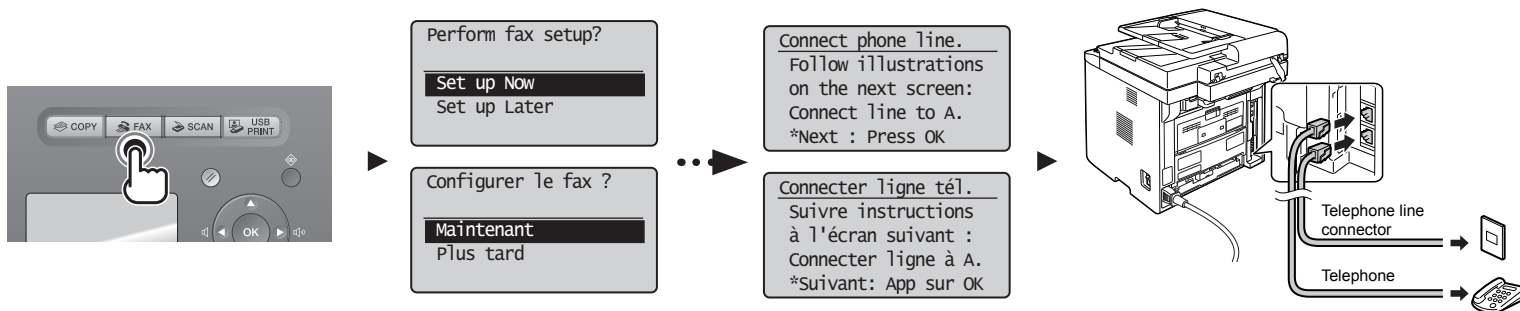 COPY
FAX
SCAN
USB
PRINT
OK
Perform fax setup?
Set up Now
Set up Later
Configurer le fax ?
Maintenant
Plus tard
Connect phone line.
Follow illustrations
on the next screen:
Connect line to A.
*Next : Press OK
Connecter ligne tél.
Suivre instructions
à l'écran suivant :
Connecter ligne à A.
*Suivant: App sur OK
Telephone line
connector
Telephone